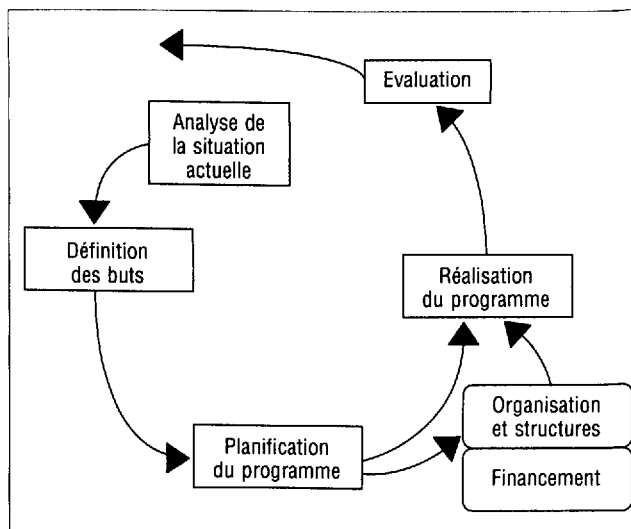 Evaluation
Analyse de
la situation
actuelle
Définition
des buts
Réalisation
du programme
Organisation
et structures
Planification
du programme
Financement